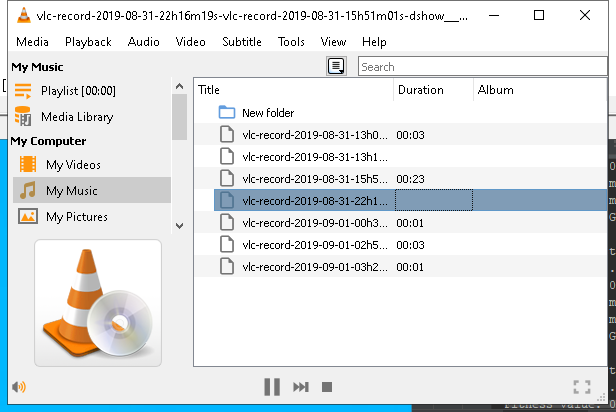 vlc-record-2019-08-31-22h16m19s-vlc-record-2019-08-31-15h51m01s-dshow__...
Media Playback Audio Video Subtitle Tools View Help
My Music
Search
Playlist [00:00]
Media Library
My Computer
My Videos
My Music
My Pictures
Title Duration Album
New folder
vlc-record-2019-08-31-13h0... 00:03
vlc-record-2019-08-31-13h1...
vlc-record-2019-08-31-15h5... 00:23
vlc-record-2019-08-31-22h1...
vlc-record-2019-09-01-00h3... 00:01
vlc-record-2019-09-01-02h5... 00:03
vlc-record-2019-09-01-03h2... 00:01
Fitness value: